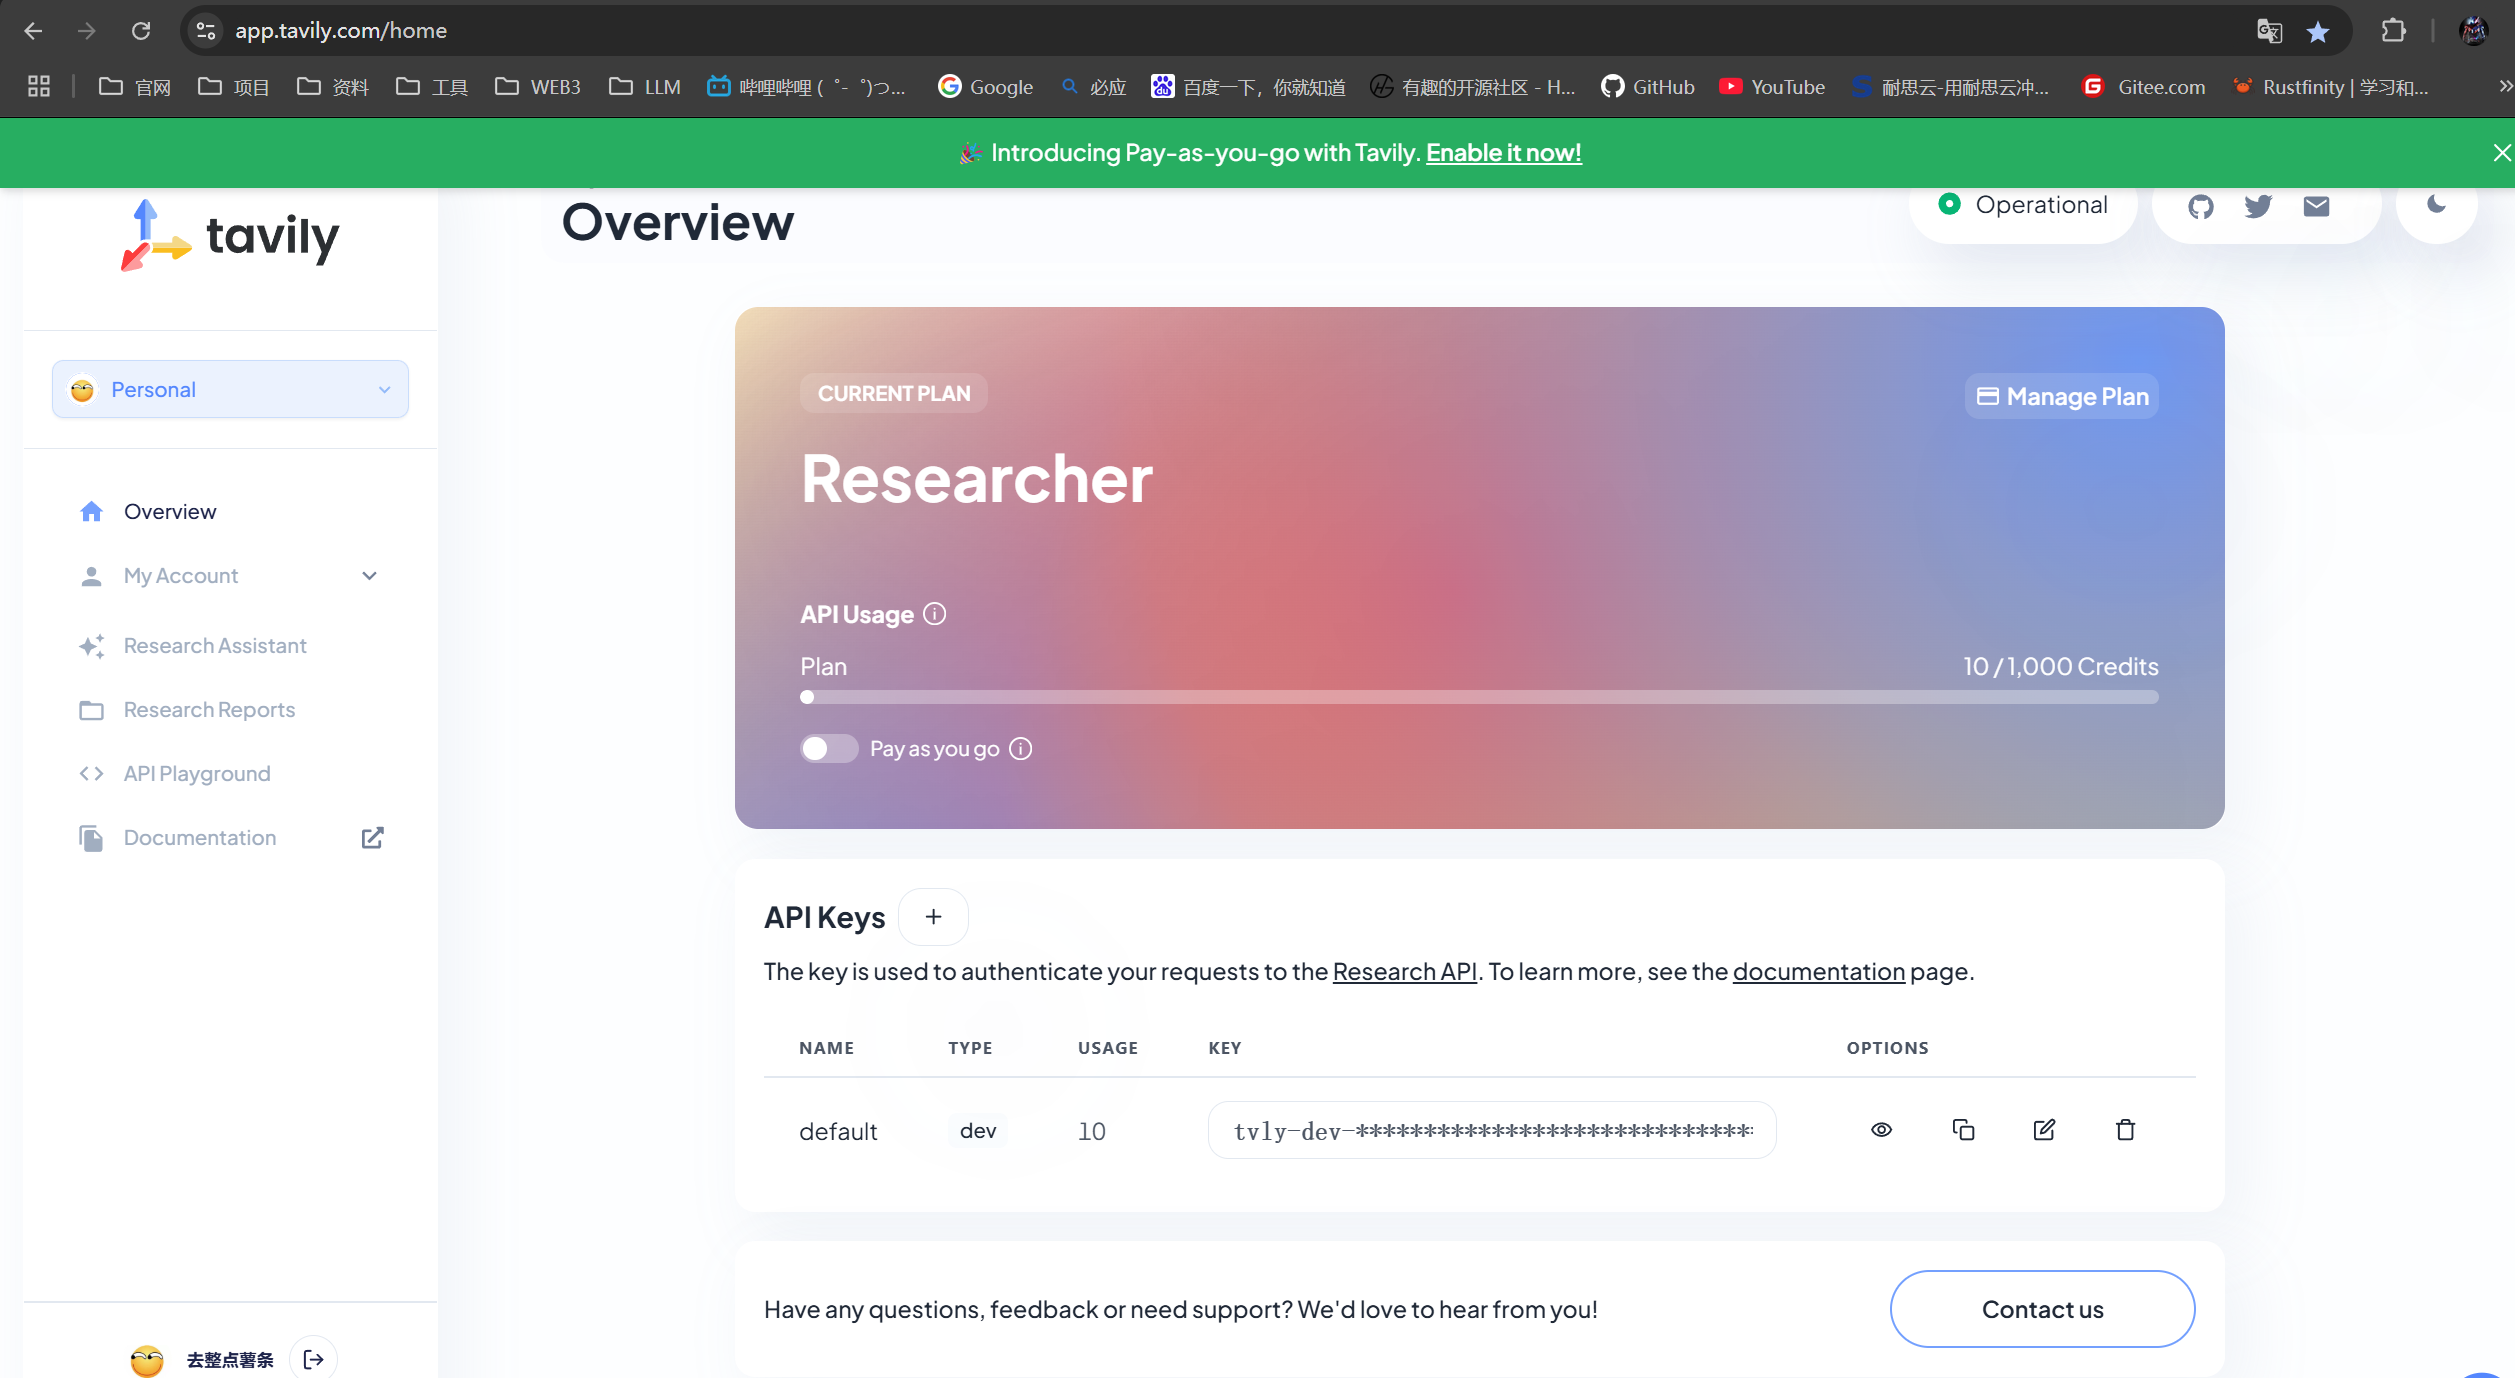 app.tavily.com/home
官网 项目 资料 工具 WEB3 LLM 哔哩哔哩 (゜-゜)つ... Google 必应 百度一下，你就知道 有趣的开源社区 - H... GitHub YouTube 耐思云-用耐思云冲... Gitee.com Rustfinity | 学习和...
🎉 Introducing Pay-as-you-go with Tavily. Enable it now!
tavily
Overview
Operational
Personal
Overview
My Account
Research Assistant
Research Reports
API Playground
Documentation
去整点薯条
CURRENT PLAN
Manage Plan
Researcher
API Usage
Plan
10 / 1,000 Credits
Pay as you go
API Keys +
The key is used to authenticate your requests to the Research API. To learn more, see the documentation page.
NAME TYPE USAGE KEY OPTIONS
default dev 10 tvly-dev-*****************************
Have any questions, feedback or need support? We'd love to hear from you!
Contact us